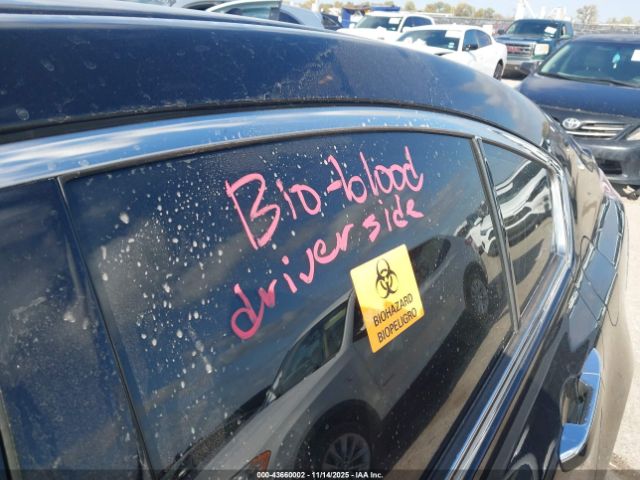 Bio-blood
driver side
BIOHAZARD
BIOPELIGRO
000-43660002 - 11/14/2025 - IAA Inc.